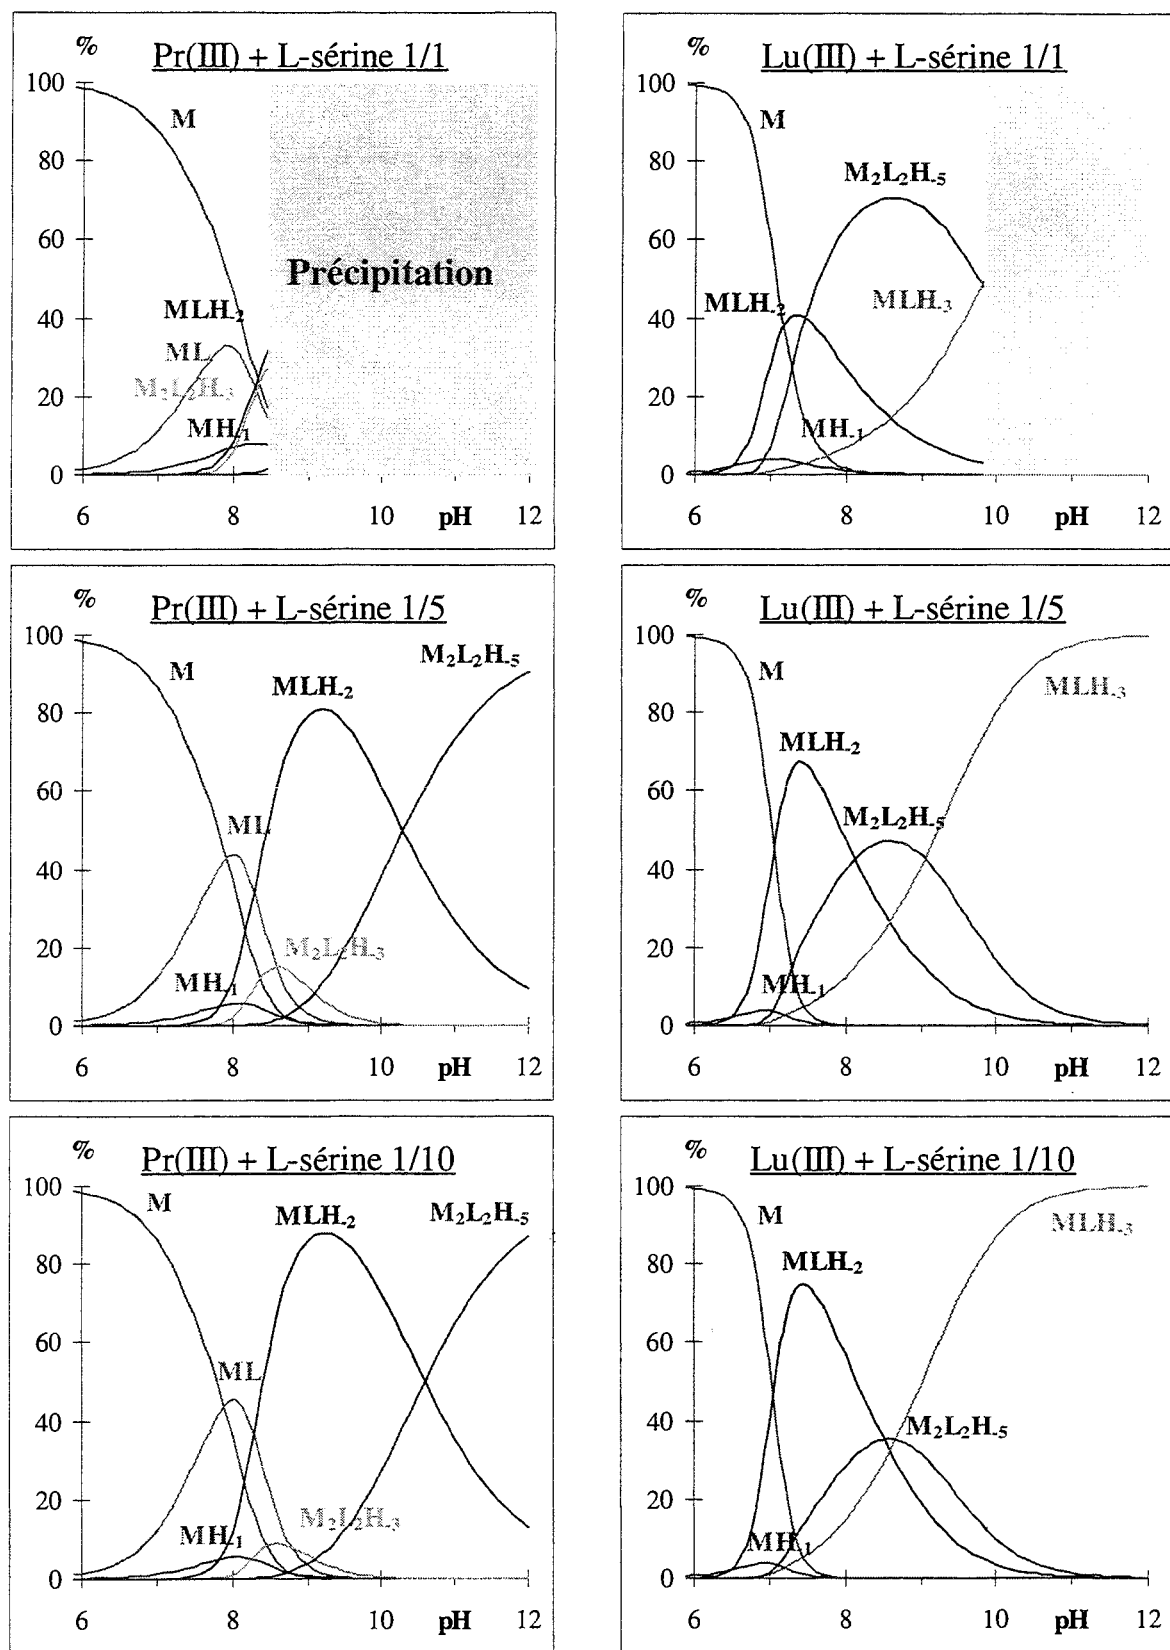 %
Pr(III) + L-sérine 1/1
100
M
80
60
Précipitation
40
MLH₋₂
ML
M₂L₂H₋₃
20
MH₋₁
0
6 8 10 pH 12
%
Lu(III) + L-sérine 1/1
100
M
80
M₂L₂H₋₅
60
40
MLH₋₂
MLH₋₃
20
MH₋₁
0
6 8 10 pH 12
%
Pr(III) + L-sérine 1/5
100
M
M₂L₂H₋₅
MLH₋₂
80
60
ML
40
20
M₂L₂H₋₃
MH₋₁
0
6 8 10 pH 12
%
Lu(III) + L-sérine 1/5
100
M
MLH₋₃
80
MLH₋₂
60
M₂L₂H₋₅
40
20
MH₋₁
0
6 8 10 pH 12
%
Pr(III) + L-sérine 1/10
100
M
MLH₋₂
M₂L₂H₋₅
80
60
ML
40
20
M₂L₂H₋₃
MH₋₁
0
6 8 10 pH 12
%
Lu(III) + L-sérine 1/10
100
M
MLH₋₃
80
MLH₋₂
60
40
M₂L₂H₋₅
20
MH₋₁
0
6 8 10 pH 12